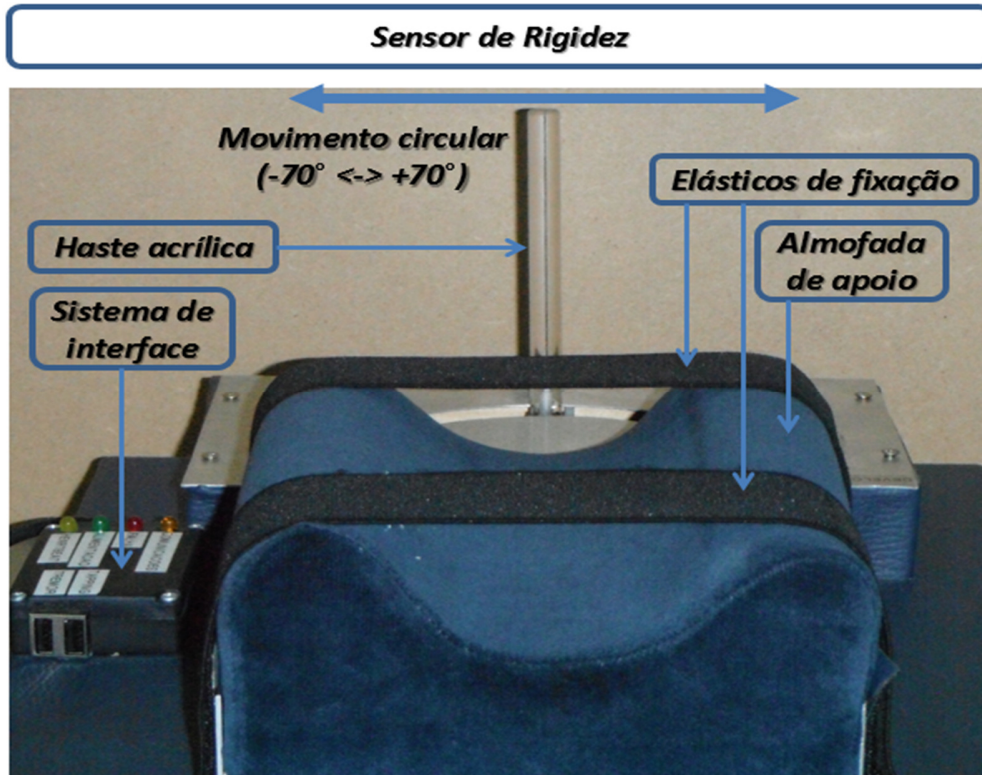 Sensor de Rigidez
Movimento circular
(-70° <-> +70°)
Elásticos de fixação
Haste acrílica
Almofada
de apoio
Sistema de
interface